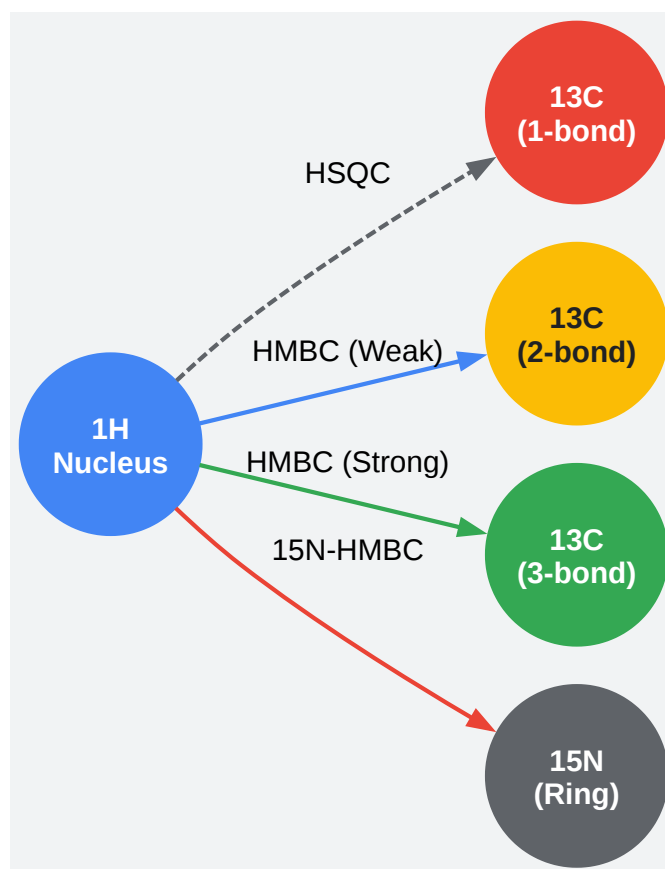 13C
(1-bond)
HSQC
13C
(2-bond)
HMBC (Weak)
1H
Nucleus
HMBC (Strong)
13C
(3-bond)
15N-HMBC
15N
(Ring)